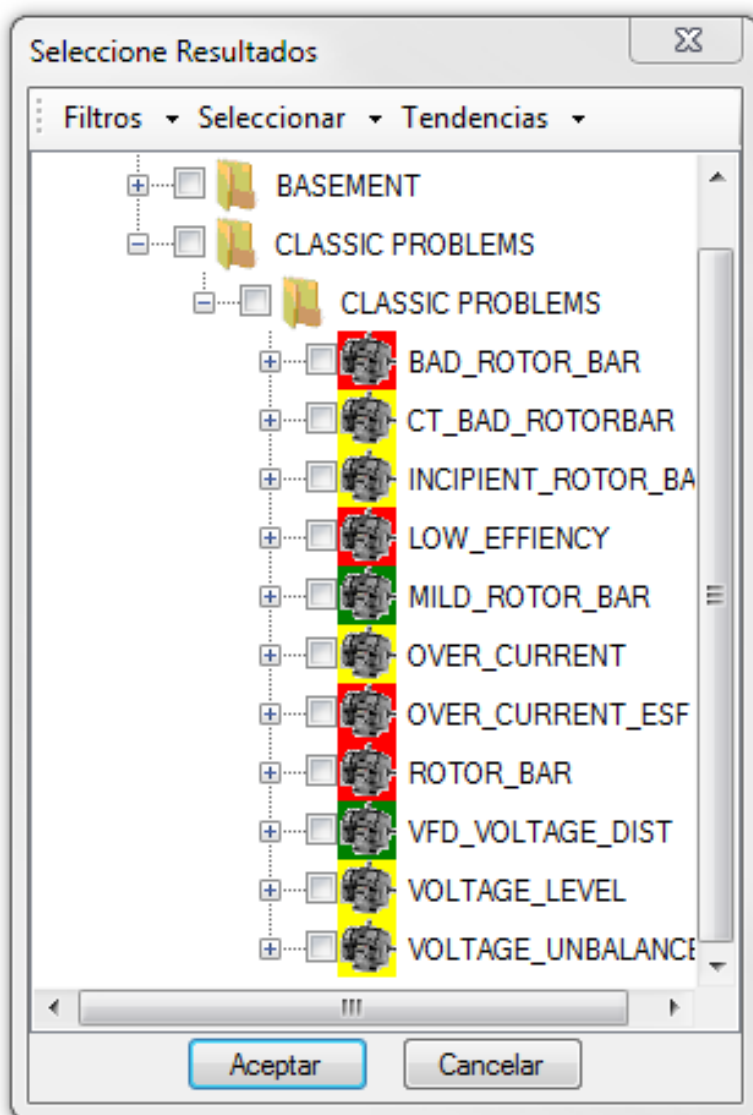 Seleccione Resultados
Filtros Seleccionar Tendencias
BASEMENT
CLASSIC PROBLEMS
CLASSIC PROBLEMS
BAD_ROTOR_BAR
CT_BAD_ROTORBAR
INCIPIENT_ROTOR_BA
LOW_EFFIENCY
MILD_ROTOR_BAR
OVER_CURRENT
OVER_CURRENT_ESF
ROTOR_BAR
VFD_VOLTAGE_DIST
VOLTAGE_LEVEL
VOLTAGE_UNBALANCE
Aceptar Cancelar